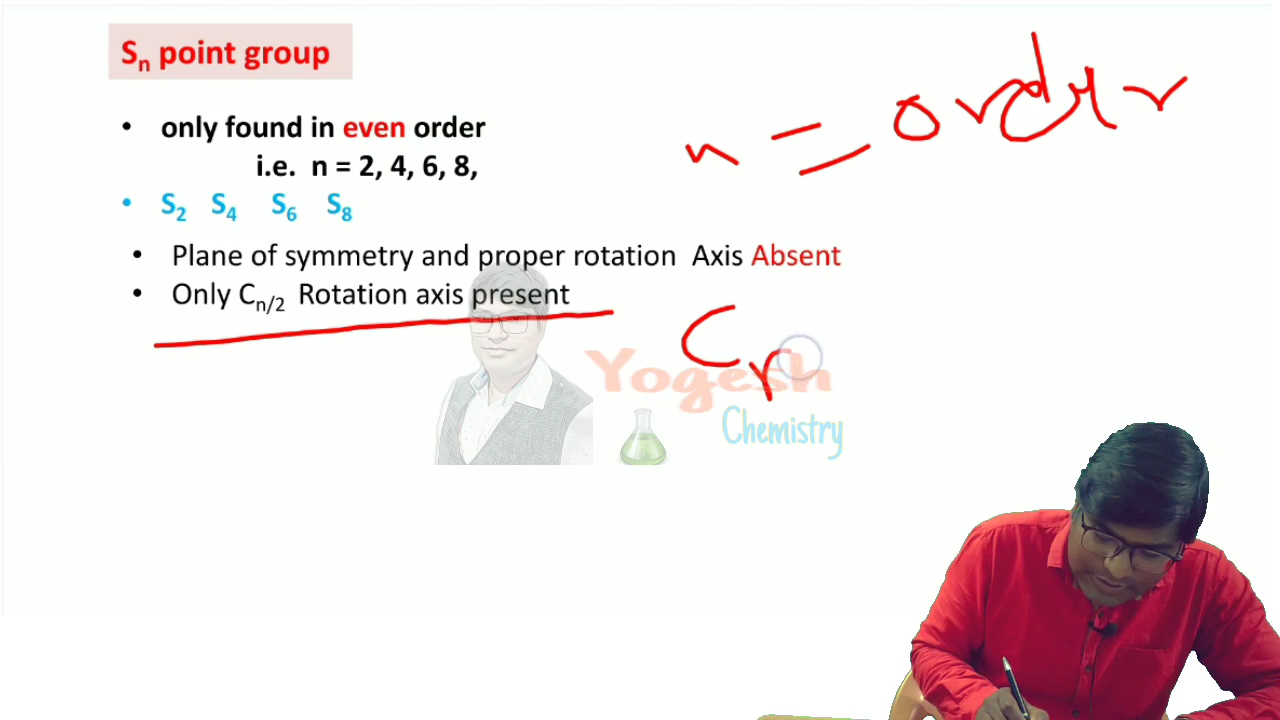 Sn point group
n = order
• only found in even order
i.e. n = 2, 4, 6, 8,
• S2 S4 S6 S8
• Plane of symmetry and proper rotation Axis Absent
• Only Cn/2 Rotation axis present
Yogesh
Chemistry